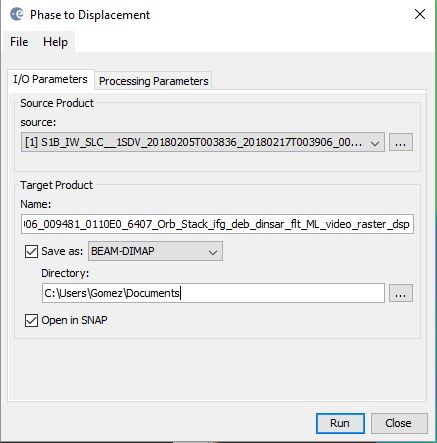 Phase to Displacement
File Help
I/O Parameters Processing Parameters
Source Product
source:
[1] S1B_IW_SLC__1SDV_20180205T003836_20180217T003906_00...
...
Target Product
Name:
06_009481_0110E0_6407_Orb_Stack_ifg_deb_dinsar_flt_ML_video_raster_dsp
Save as: BEAM-DIMAP
Directory:
C:\Users\Gomez\Documents
...
Open in SNAP
Run Close